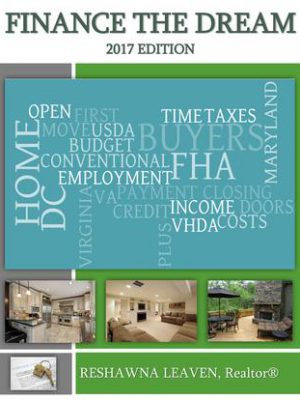 FINANCE THE DREAM
2017 EDITION
OPEN FIRST TIME TAXES
MOVE USDA
BUDGET BUYERS
CONVENTIONAL FHA
EMPLOYMENT
HOME
DC
VIRGINIA
VA PAYMENT CLOSING
CREDIT INCOME DOORS
VHDA COSTS
PLUS
MARYLAND
RESHAWNA LEAVEN, Realtor®